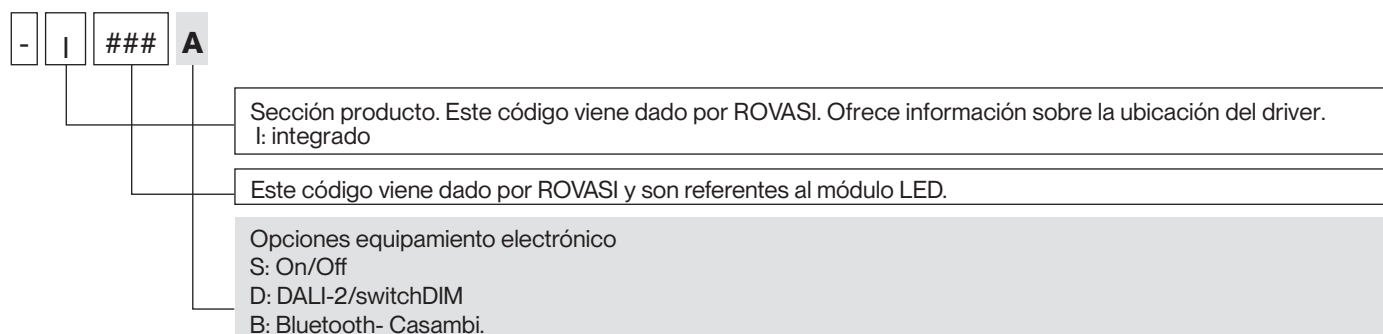 - I ### A
Sección producto. Este código viene dado por ROVASI. Ofrece información sobre la ubicación del driver.
I: integrado
Este código viene dado por ROVASI y son referentes al módulo LED.
Opciones equipamiento electrónico
S: On/Off
D: DALI-2/switchDIM
B: Bluetooth- Casambi.